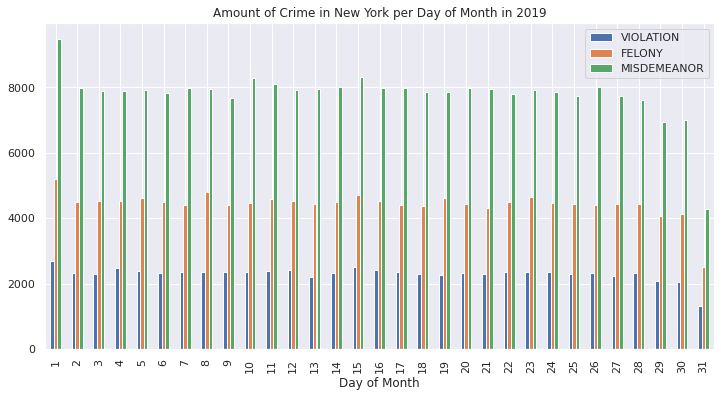 Amount of Crime in New York per Day of Month in 2019
VIOLATION
FELONY
MISDEMEANOR
8000
6000
4000
2000
0
1 2 3 4 5 6 7 8 9 10 11 12 13 14 15 16 17 18 19 20 21 22 23 24 25 26 27 28 29 30 31
Day of Month